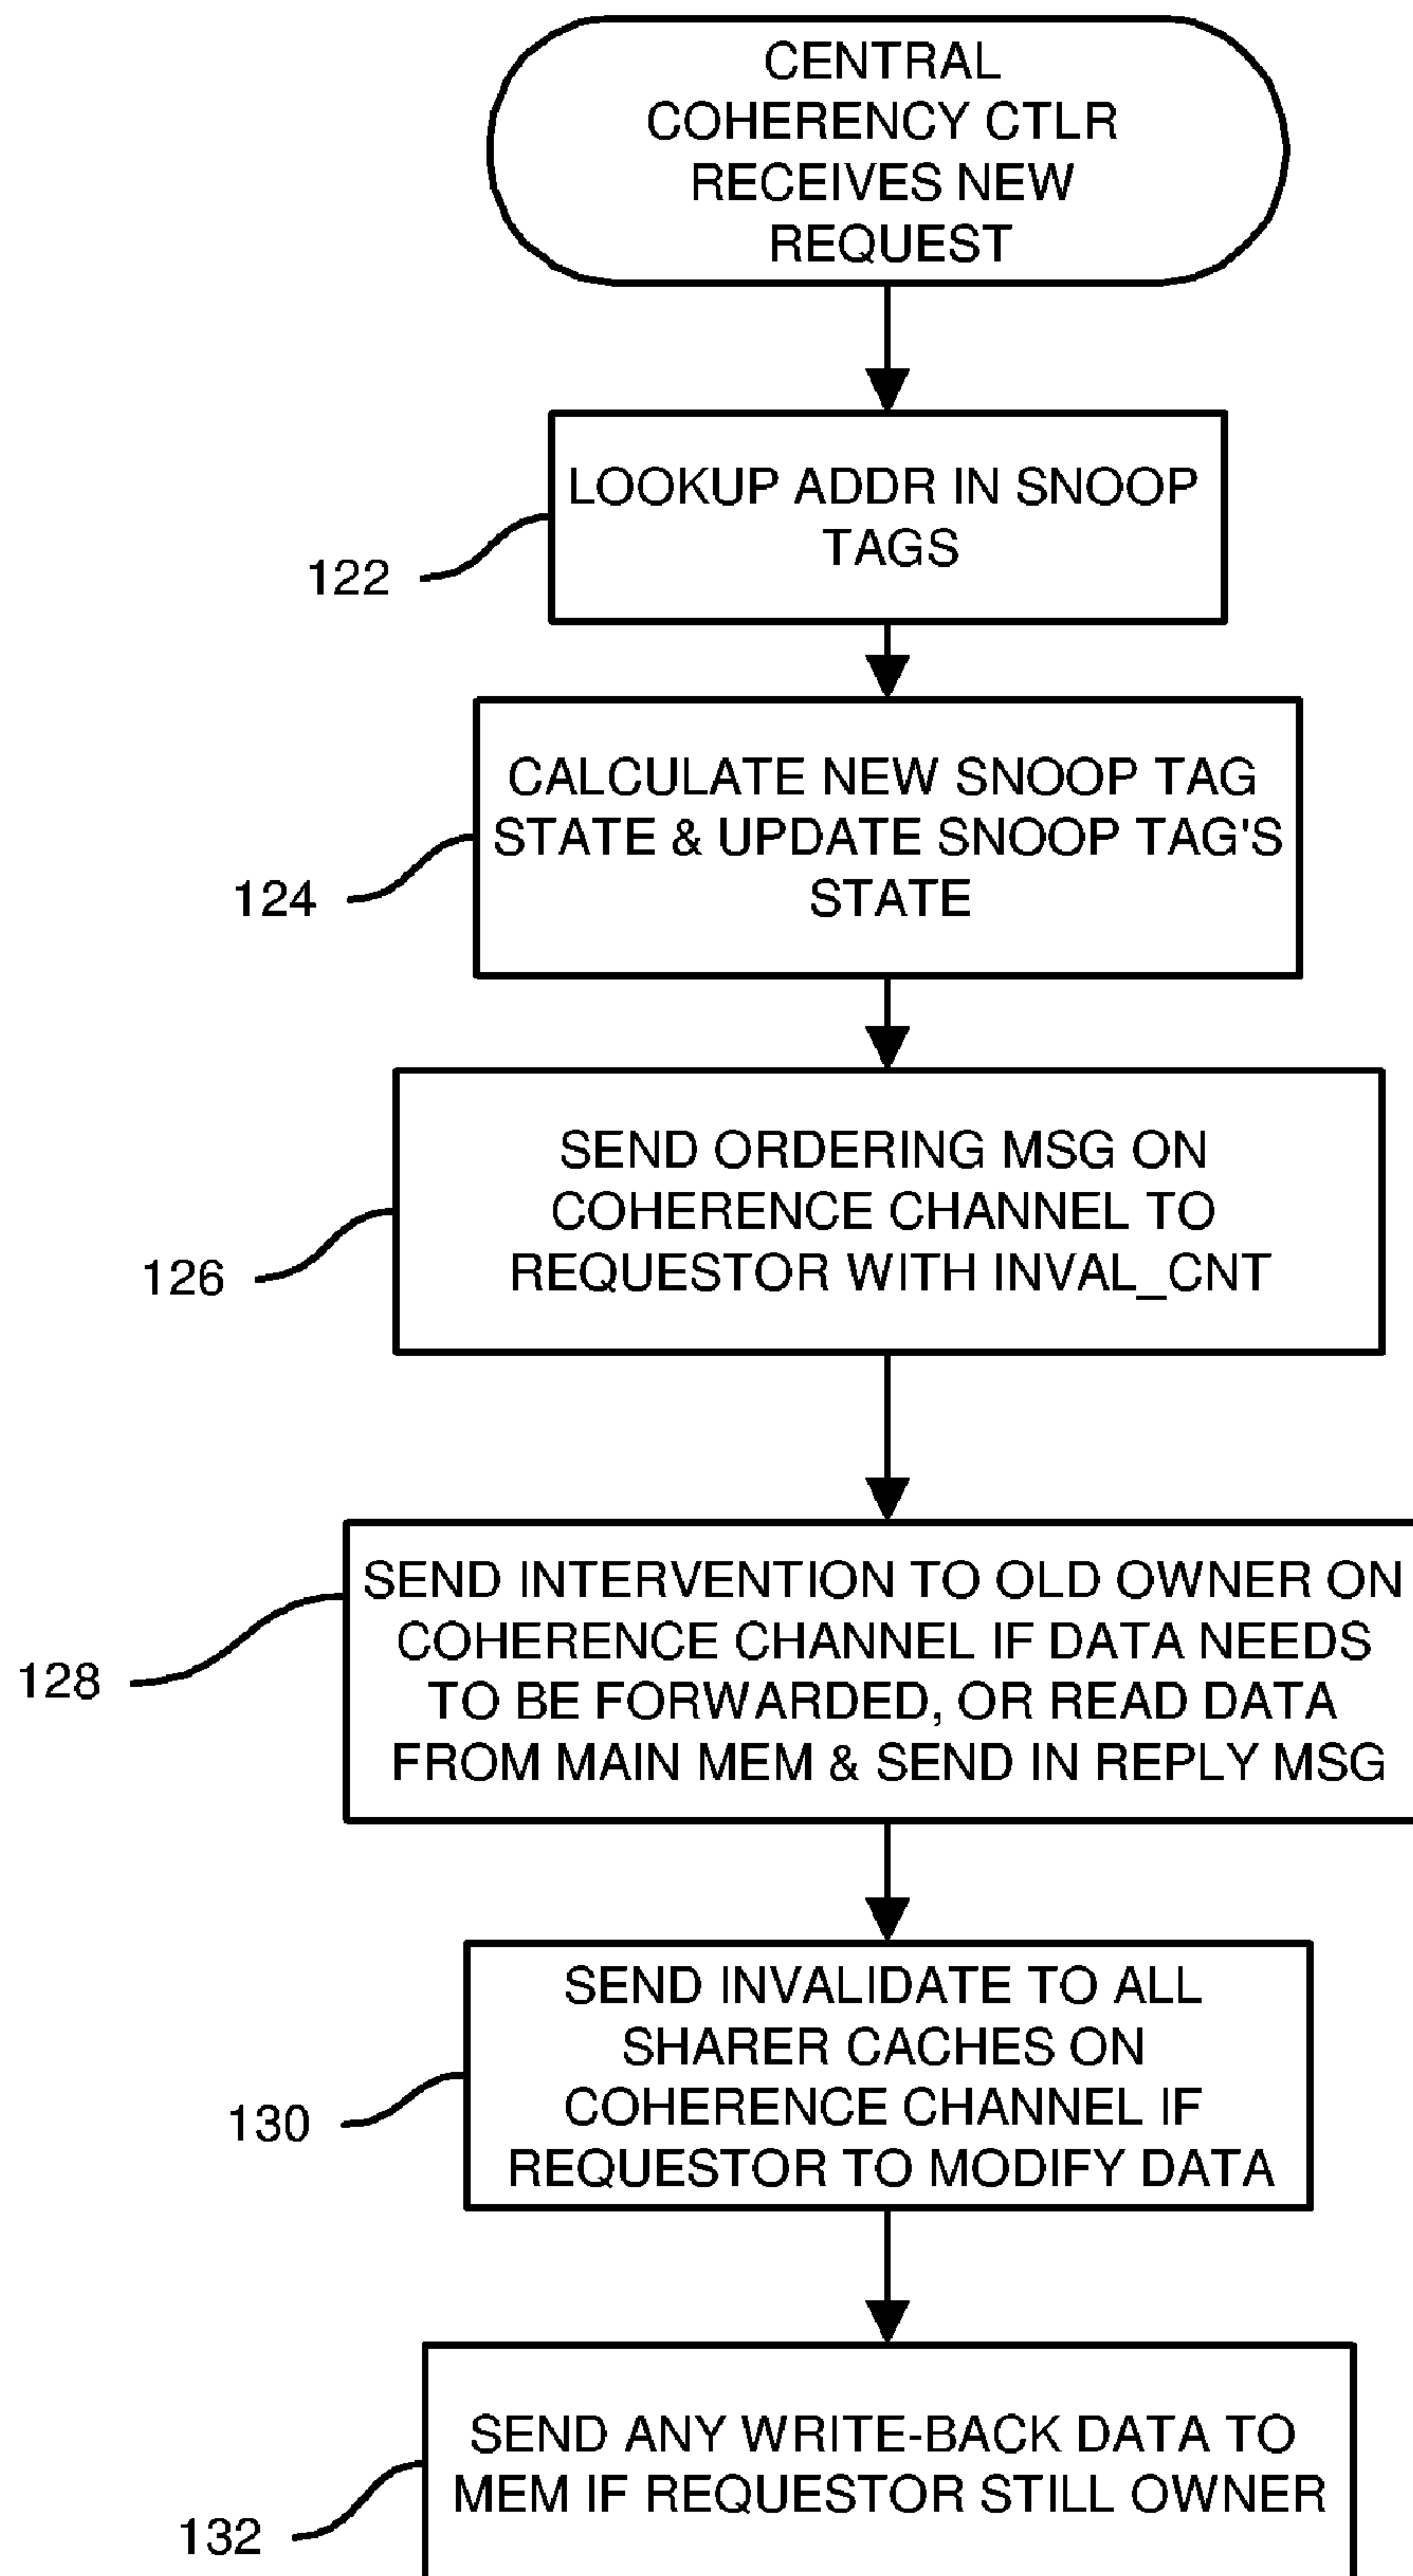 CENTRAL
COHERENCY CTLR
RECEIVES NEW
REQUEST
LOOKUP ADDR IN SNOOP
TAGS
122
CALCULATE NEW SNOOP TAG
STATE & UPDATE SNOOP TAG'S
STATE
124
SEND ORDERING MSG ON
COHERENCE CHANNEL TO
REQUESTOR WITH INVAL_CNT
126
SEND INTERVENTION TO OLD OWNER ON
COHERENCE CHANNEL IF DATA NEEDS
TO BE FORWARDED, OR READ DATA
FROM MAIN MEM & SEND IN REPLY MSG
128
SEND INVALIDATE TO ALL
SHARER CACHES ON
COHERENCE CHANNEL IF
REQUESTOR TO MODIFY DATA
130
SEND ANY WRITE-BACK DATA TO
MEM IF REQUESTOR STILL OWNER
132